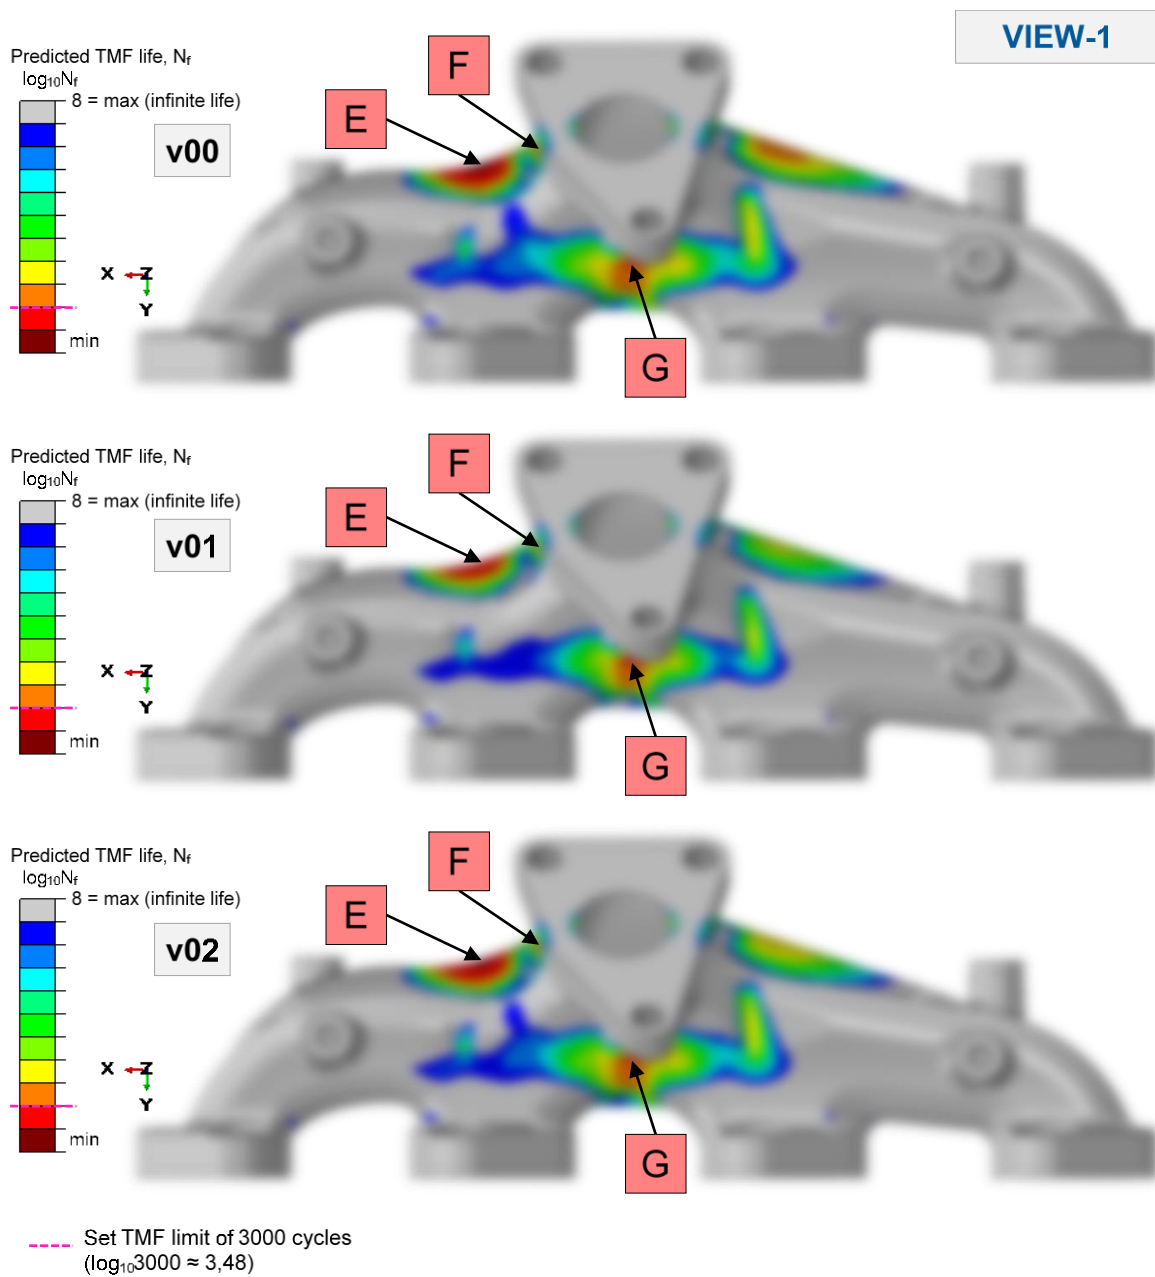 VIEW-1
Predicted TMF life, Nf
log₁₀Nf
8 = max (infinite life)
v00
E
F
X
Z
Y
min
G
Predicted TMF life, Nf
log₁₀Nf
8 = max (infinite life)
v01
E
F
X
Z
Y
min
G
Predicted TMF life, Nf
log₁₀Nf
8 = max (infinite life)
v02
E
F
X
Z
Y
min
G
Set TMF limit of 3000 cycles
(log₁₀3000 ≈ 3,48)